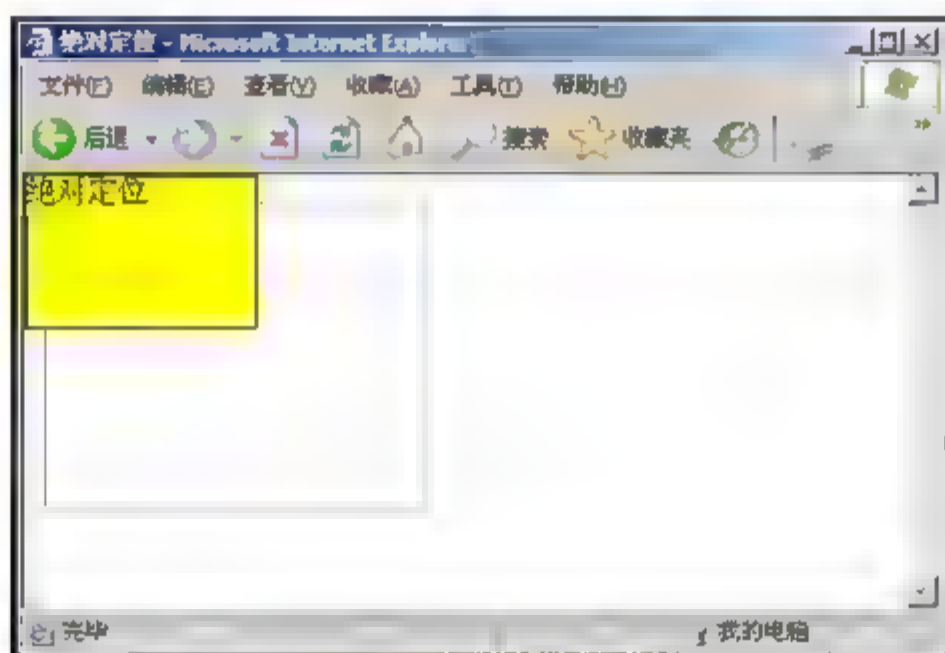 绝对定位 - Microsoft Internet Explorer
文件(F) 编辑(E) 查看(V) 收藏(A) 工具(T) 帮助(H)
后退 搜索 收藏夹
绝对定位
完毕 我的电脑